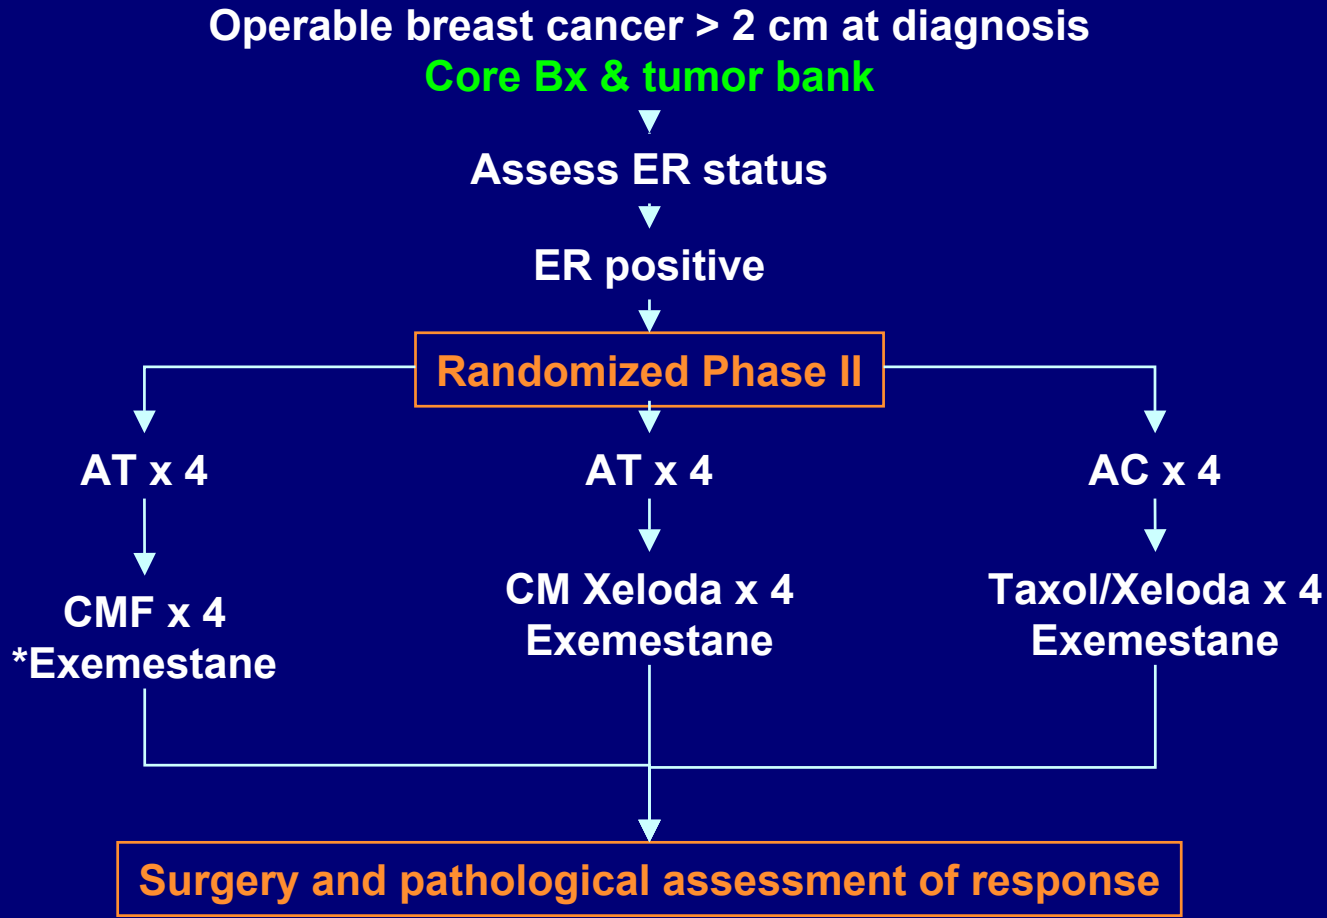 Operable breast cancer > 2 cm at diagnosis
Core Bx & tumor bank
Assess ER status
ER positive
Randomized Phase II
AT x 4
AT x 4
AC x 4
CMF x 4
*Exemestane
CM Xeloda x 4
Exemestane
Taxol/Xeloda x 4
Exemestane
Surgery and pathological assessment of response